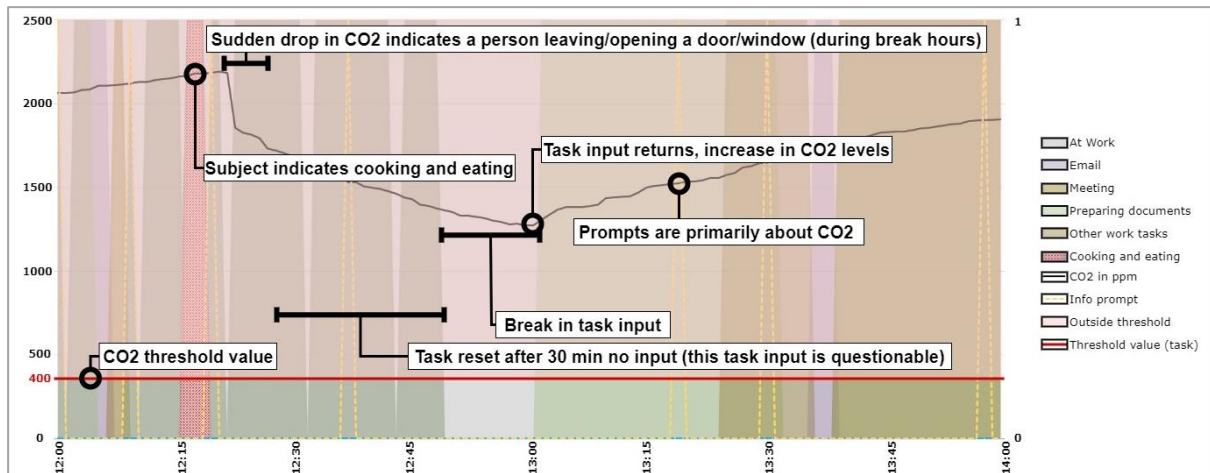 2500
1
Sudden drop in CO2 indicates a person leaving/opening a door/window (during break hours)
2000
Subject indicates cooking and eating
Task input returns, increase in CO2 levels
1500
Prompts are primarily about CO2
1000
Break in task input
500
CO2 threshold value
Task reset after 30 min no input (this task input is questionable)
400
0
0
12:00
12:15
12:30
12:45
13:00
13:15
13:30
13:45
14:00
At Work
Email
Meeting
Preparing documents
Other work tasks
Cooking and eating
CO2 in ppm
Info prompt
Outside threshold
Threshold value (task)